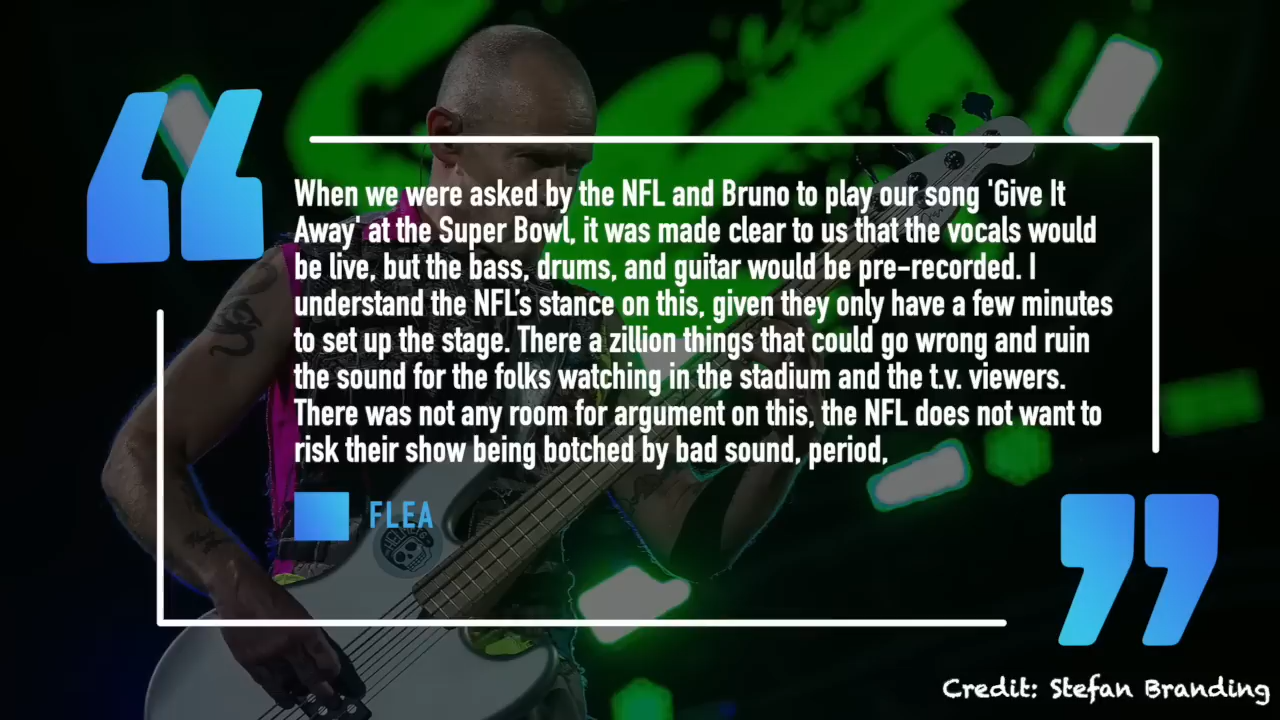 When we were asked by the NFL and Bruno to play our song 'Give It
Away' at the Super Bowl, it was made clear to us that the vocals would
be live, but the bass, drums, and guitar would be pre-recorded. I
understand the NFL's stance on this, given they only have a few minutes
to set up the stage. There a zillion things that could go wrong and ruin
the sound for the folks watching in the stadium and the t.v. viewers.
There was not any room for argument on this, the NFL does not want to
risk their show being botched by bad sound, period,
FLEA
Credit: Stefan Branding